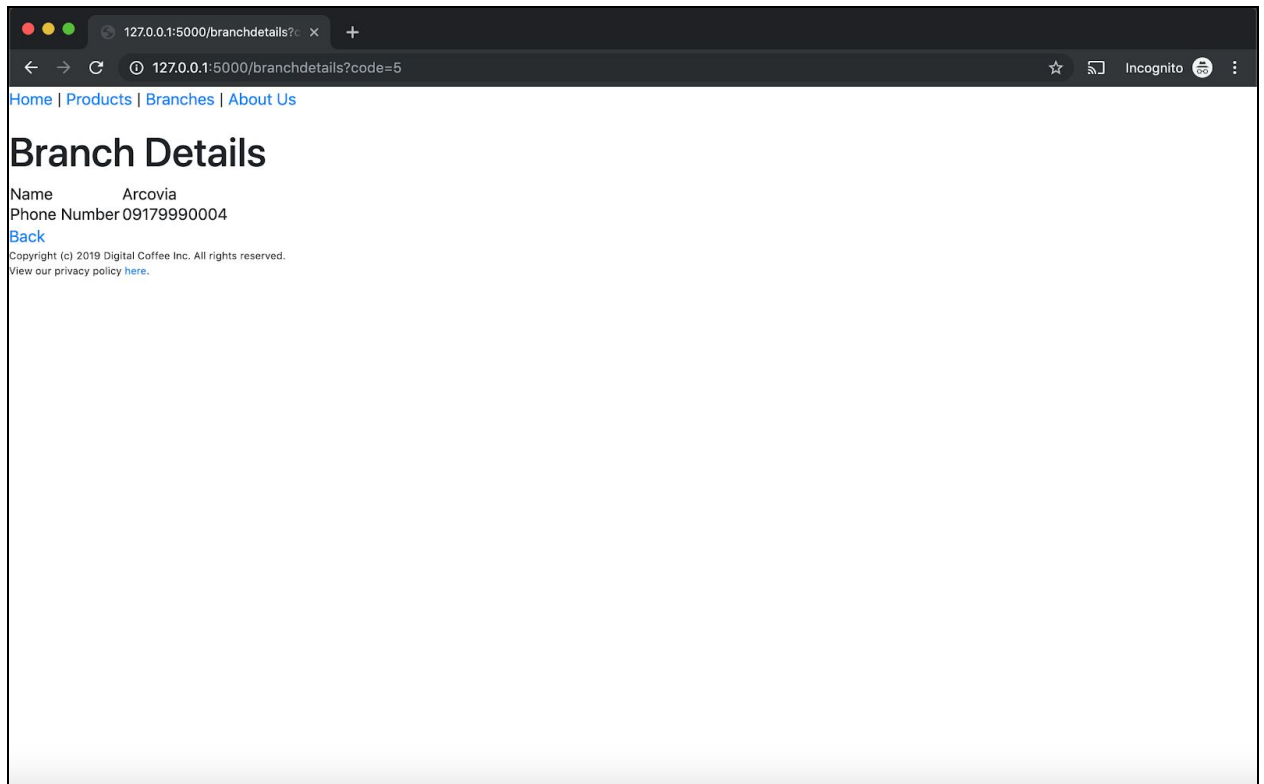 127.0.0.1:5000/branchdetails?c
127.0.0.1:5000/branchdetails?code=5 Incognito
Home | Products | Branches | About Us
Branch Details
Name Arcovia
Phone Number 09179990004
Back
Copyright (c) 2019 Digital Coffee Inc. All rights reserved.
View our privacy policy here.